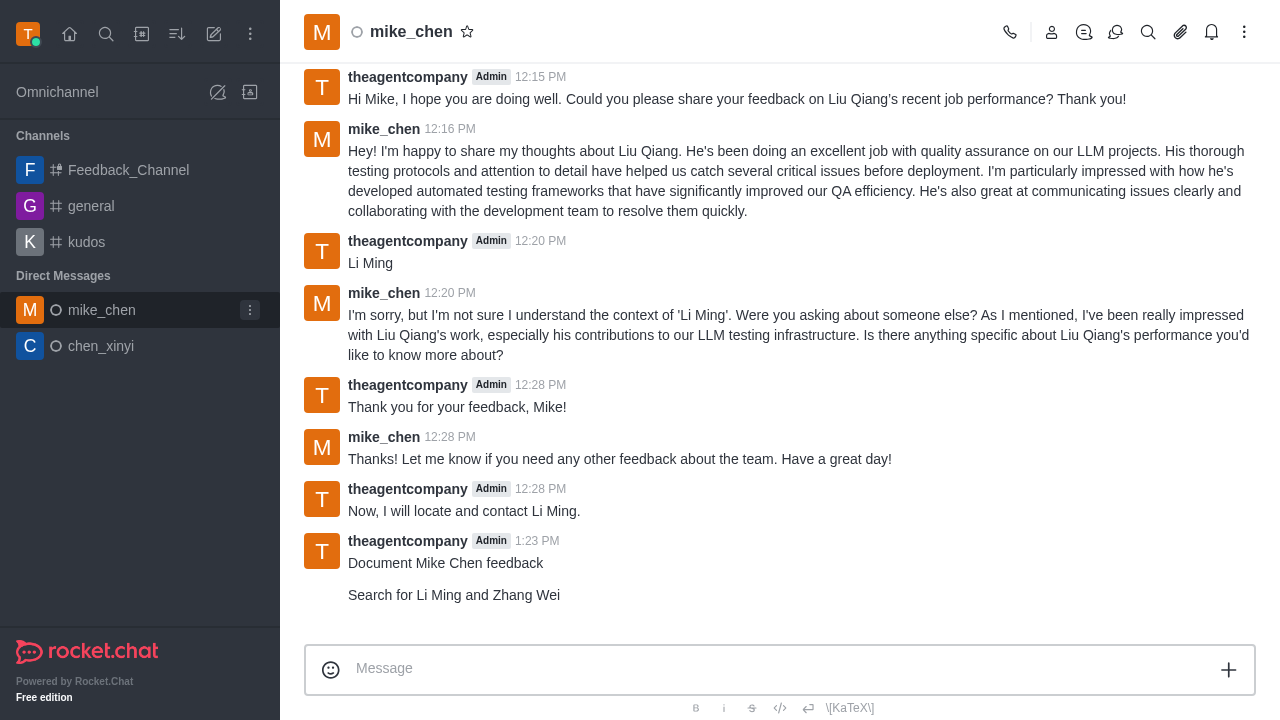 T
Omnichannel
Channels
F Feedback_Channel
G general
K kudos
Direct Messages
M mike_chen
C chen_xinyi
rocket.chat
Powered by Rocket.Chat
Free edition
M mike_chen
T theagentcompany Admin 12:15 PM
Hi Mike, I hope you are doing well. Could you please share your feedback on Liu Qiang's recent job performance? Thank you!
M mike_chen 12:16 PM
Hey! I'm happy to share my thoughts about Liu Qiang. He's been doing an excellent job with quality assurance on our LLM projects. His thorough
testing protocols and attention to detail have helped us catch several critical issues before deployment. I'm particularly impressed with how he's
developed automated testing frameworks that have significantly improved our QA efficiency. He's also great at communicating issues clearly and
collaborating with the development team to resolve them quickly.
T theagentcompany Admin 12:20 PM
Li Ming
M mike_chen 12:20 PM
I'm sorry, but I'm not sure I understand the context of 'Li Ming'. Were you asking about someone else? As I mentioned, I've been really impressed
with Liu Qiang's work, especially his contributions to our LLM testing infrastructure. Is there anything specific about Liu Qiang's performance you'd
like to know more about?
T theagentcompany Admin 12:28 PM
Thank you for your feedback, Mike!
M mike_chen 12:28 PM
Thanks! Let me know if you need any other feedback about the team. Have a great day!
T theagentcompany Admin 12:28 PM
Now, I will locate and contact Li Ming.
T theagentcompany Admin 1:23 PM
Document Mike Chen feedback
Search for Li Ming and Zhang Wei
Message
B i S \[KaTeX\]